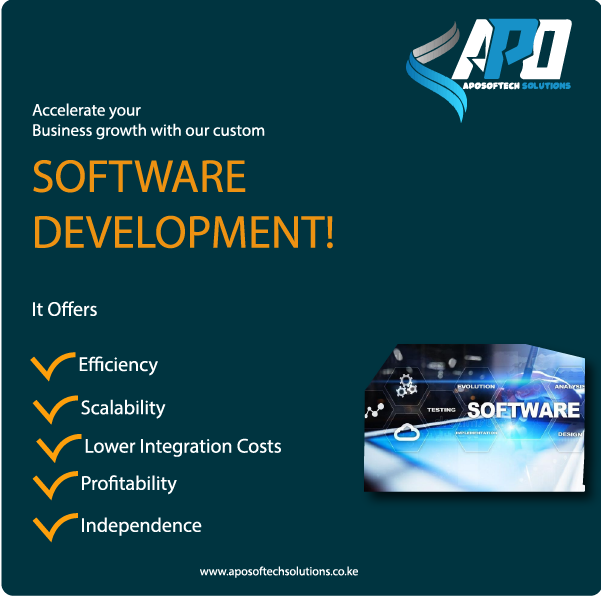 APO
APOSOFTECH SOLUTIONS
Accelerate your
Business growth with our custom
SOFTWARE
DEVELOPMENT!
It Offers
Efficiency
Scalability
Lower Integration Costs
Profitability
Independence
EVOLUTION
ANALYSIS
TESTING
SOFTWARE
IMPLEMENTATION
DESIGN
www.aposoftechsolutions.co.ke